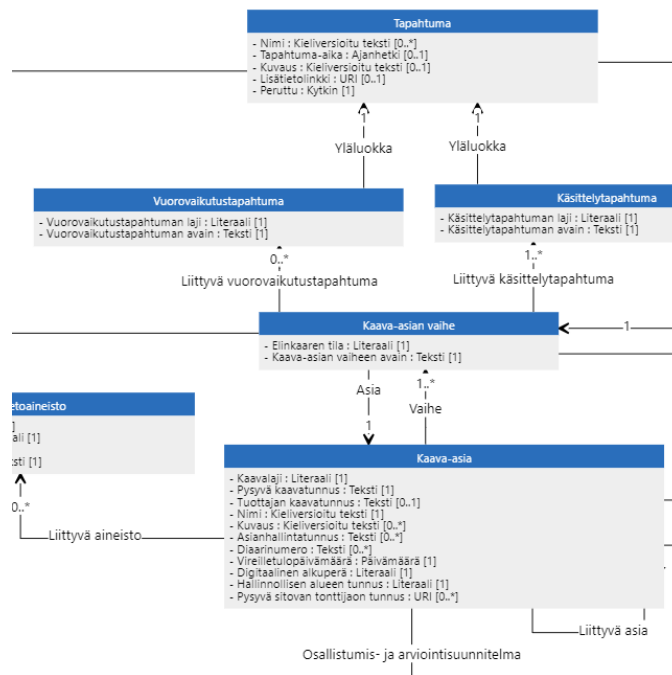 Tapahtuma
- Nimi : Kieliversioitu teksti [0..*]
- Tapahtuma-aika : Ajanhetki [0..1]
- Kuvaus : Kieliversioitu teksti [0..1]
- Lisätietolinkki : URI [0..1]
- Peruttu : Kytkin [1]
1
1
Yläluokka
Yläluokka
Vuorovaikutustapahtuma
- Vuorovaikutustapahtuman laji : Literaali [1]
- Vuorovaikutustapahtuman avain : Teksti [1]
Käsittelytapahtuma
- Käsittelytapahtuman laji : Literaali [1]
- Käsittelytapahtuman avain : Teksti [1]
0..*
Liittyvä vuorovaikutustapahtuma
1..*
Liittyvä käsittelytapahtuma
Kaava-asian vaihe
- Elinkaaren tila : Literaali [1]
- Kaava-asian vaiheen avain : Teksti [1]
1
Asia
1
1..*
Vaihe
etoaineisto
]
ali [1]
ksti [1]
0..*
Liittyvä aineisto
Kaava-asia
- Kaavalaji : Literaali [1]
- Pysyvä kaavatunnus : Teksti [1]
- Tuottajan kaavatunnus : Teksti [0..1]
- Nimi : Kieliversioitu teksti [1]
- Kuvaus : Kieliversioitu teksti [0..*]
- Asianhallintatunnus : Teksti [0..*]
- Diaarinumero : Teksti [0..*]
- Vireilletulopäivämäärä : Päivämäärä [1]
- Digitaalinen alkuperä : Literaali [1]
- Hallinnollisen alueen tunnus : Literaali [1]
- Pysyvä sitovan tonttijaon tunnus : URI [0..*]
Liittyvä asia
Osallistumis- ja arviointisuunnitelma